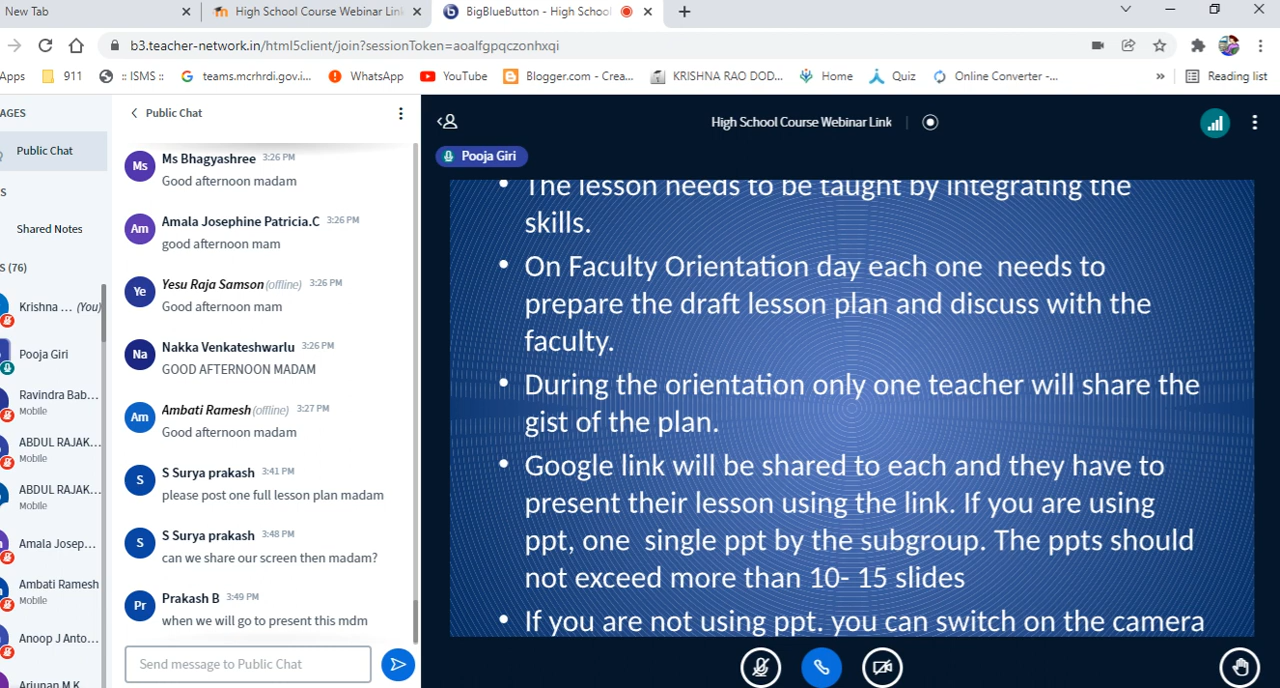 New Tab
High School Course Webinar Lin
BigBlueButton - High School
b3.teacher-network.in/html5client/join?sessionToken=aoalfgpqczonhxqi
Apps
911
:: ISMS ::
teams.mcrhrdi.gov.i...
WhatsApp
YouTube
Blogger.com - Crea...
KRISHNA RAO DOD...
Home
Quiz
Online Converter -...
»
Reading list
AGES
Public Chat
S
Shared Notes
S (76)
Krishna ... (You)
Pooja Giri
Ravindra Bab...
Mobile
ABDUL RAJAK...
Mobile
ABDUL RAJAK...
Mobile
Amala Josep...
Ambati Ramesh
Mobile
Anoop J Anto...
Arjunan M K
Public Chat
Ms
Ms Bhagyashree 3:26 PM
Good afternoon madam
Am
Amala Josephine Patricia.C 3:26 PM
good afternoon mam
Ye
Yesu Raja Samson (offline) 3:26 PM
Good afternoon mam
Na
Nakka Venkateshwarlu 3:26 PM
GOOD AFTERNOON MADAM
Am
Ambati Ramesh (offline) 3:27 PM
Good afternoon madam
S
S Surya prakash 3:41 PM
please post one full lesson plan madam
S
S Surya prakash 3:48 PM
can we share our screen then madam?
Pr
Prakash B 3:49 PM
when we will go to present this mdm
Send message to Public Chat
High School Course Webinar Link
Pooja Giri
• The lesson needs to be taught by integrating the
skills.
• On Faculty Orientation day each one needs to
prepare the draft lesson plan and discuss with the
faculty.
• During the orientation only one teacher will share the
gist of the plan.
• Google link will be shared to each and they have to
present their lesson using the link. If you are using
ppt, one single ppt by the subgroup. The ppts should
not exceed more than 10- 15 slides
• If you are not using ppt. you can switch on the camera